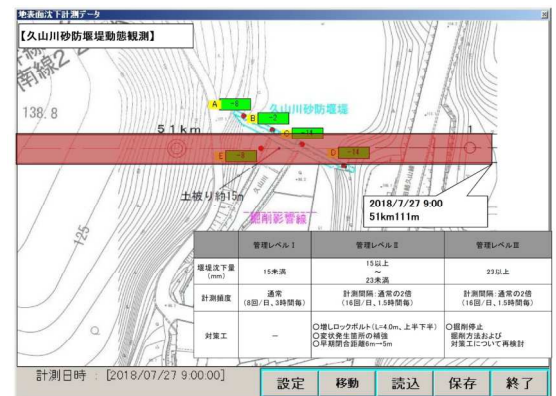 地表面沈下計測データ
【久山川砂防堰堤動態観測】
138.8
A -8
B -2
久山川砂防堰堤
C -14
51km
1
D -14
E -3
土被り約15m
2018/7/27 9:00
51km111m
掘削影響線
125
管理レベルⅠ 管理レベルⅡ 管理レベルⅢ
堰堤沈下量(mm) 15未満 15以上~23未満 23以上
計測頻度 通常(8回/日、3時間毎) 計測間隔:通常の2倍(16回/日、1.5時間毎) 計測間隔:通常の2倍(16回/日、1.5時間毎)
対策工 − ○増しロックボルト(L=4.0m、上半下半) ○掘削停止
○変状発生箇所の補強 掘削方法および
○早期閉合距離6m→5m 対策工について再検討
計測日時 : [2018/07/27 9:00:00]
設定 移動 読込 保存 終了